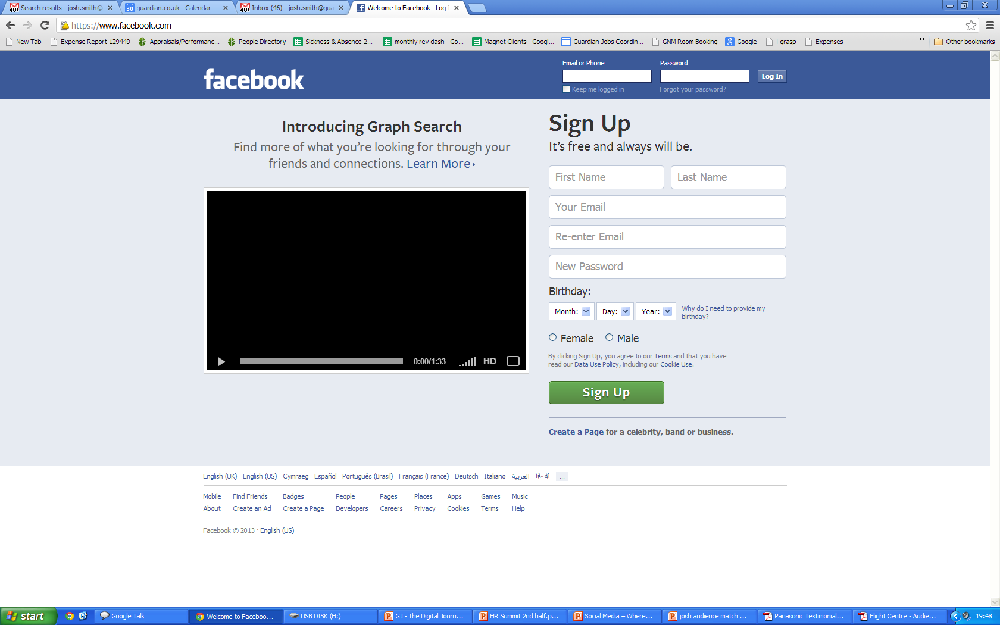 Search results - josh.smith@
guardian.co.uk - Calendar
Inbox (46) - josh.smith@gua
Welcome to Facebook - Log
https://www.facebook.com
New Tab
Expense Report 129449
Appraisals/Performanc...
People Directory
Sickness & Absence 2...
monthly rev dash - Go...
Magnet Clients - Googl...
Guardian Jobs Coordin...
GNM Room Booking
Google
i-grasp
Expenses
»
Other bookmarks
facebook
Email or Phone
Password
Log In
Keep me logged in
Forgot your password?
Introducing Graph Search
Find more of what you're looking for through your
friends and connections. Learn More
0:00/1:33
HD
Sign Up
It's free and always will be.
First Name
Last Name
Your Email
Re-enter Email
New Password
Birthday:
Month:
Day:
Year:
Why do I need to provide my
birthday?
Female
Male
By clicking Sign Up, you agree to our Terms and that you have
read our Data Use Policy, including our Cookie Use.
Sign Up
Create a Page for a celebrity, band or business.
English (UK) English (US) Cymraeg Español Português (Brasil) Français (France) Deutsch Italiano العربية हिन्दी ...
Mobile Find Friends Badges People Pages Places Apps Games Music
About Create an Ad Create a Page Developers Careers Privacy Cookies Terms Help
Facebook © 2013 · English (US)
start
Google Talk
Welcome to Faceboo...
USB DISK (H:)
GJ - The Digital Journ...
HR Summit 2nd half.p...
Social Media – Where...
josh audience match ...
Panasonic Testimonial...
Flight Centre - Audie...
19:48